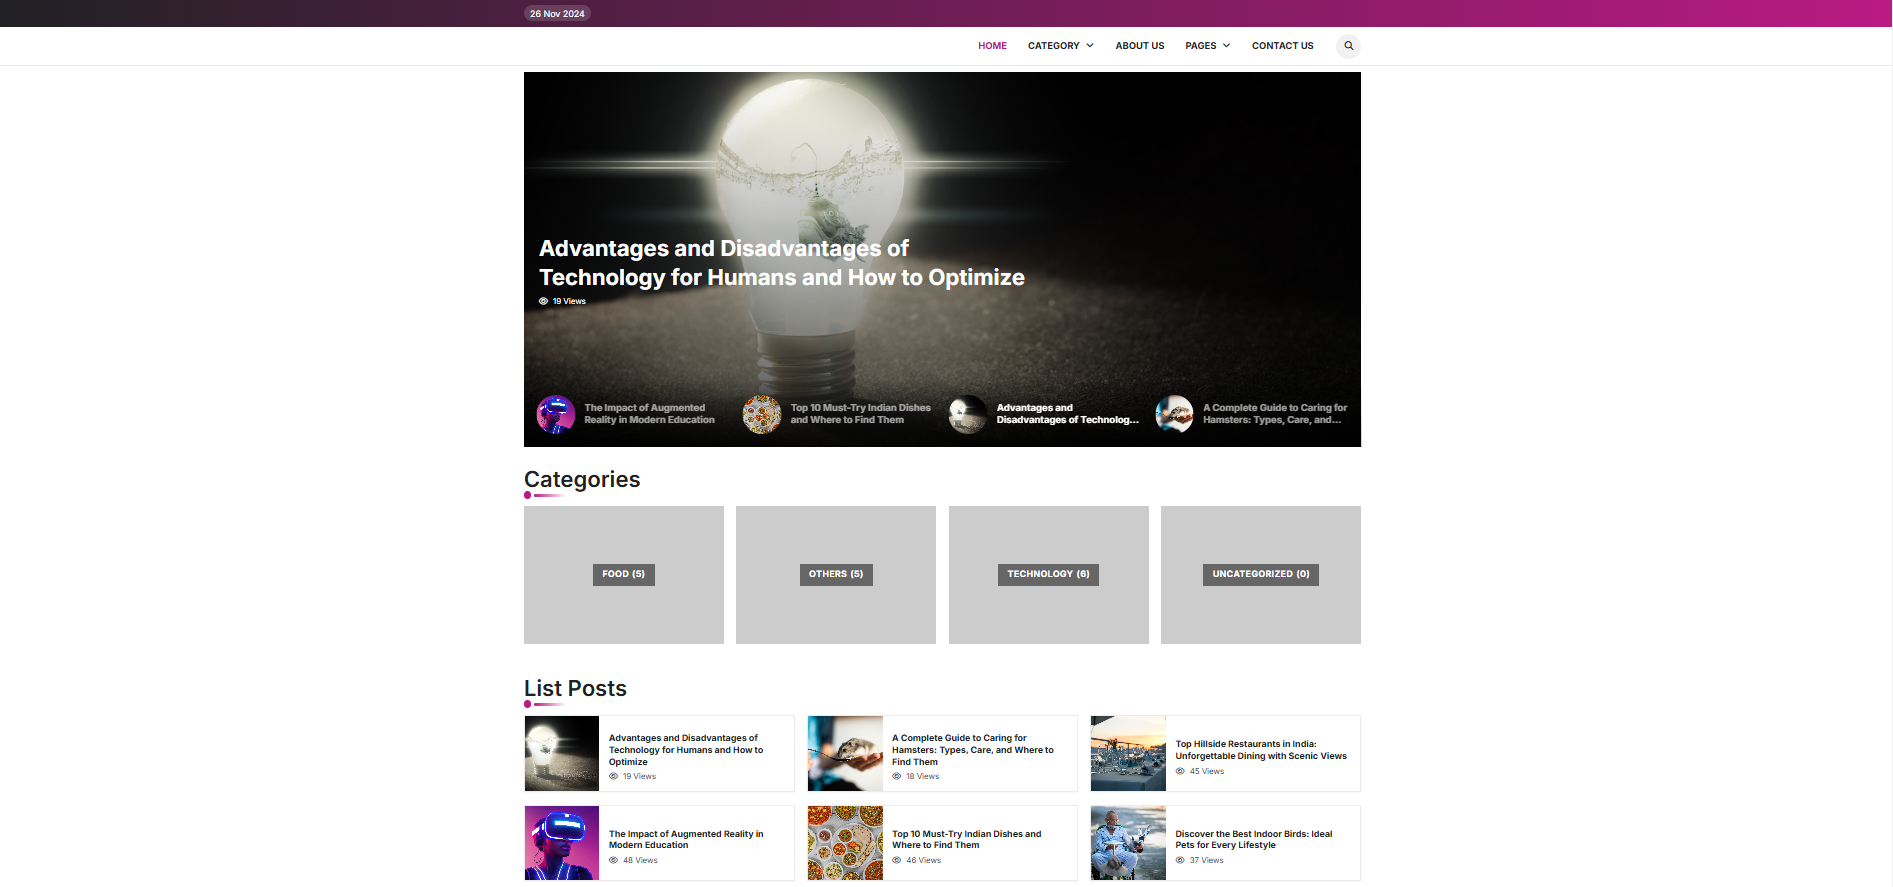 26 Nov 2024
HOME CATEGORY ABOUT US PAGES CONTACT US
Advantages and Disadvantages of
Technology for Humans and How to Optimize
19 Views
The Impact of Augmented
Reality in Modern Education
Top 10 Must-Try Indian Dishes
and Where to Find Them
Advantages and
Disadvantages of Technolog...
A Complete Guide to Caring for
Hamsters: Types, Care, and...
Categories
FOOD (5)
OTHERS (5)
TECHNOLOGY (6)
UNCATEGORIZED (0)
List Posts
Advantages and Disadvantages of
Technology for Humans and How to
Optimize
19 Views
A Complete Guide to Caring for
Hamsters: Types, Care, and Where to
Find Them
18 Views
Top Hillside Restaurants in India:
Unforgettable Dining with Scenic Views
45 Views
The Impact of Augmented Reality in
Modern Education
48 Views
Top 10 Must-Try Indian Dishes and
Where to Find Them
46 Views
Discover the Best Indoor Birds: Ideal
Pets for Every Lifestyle
37 Views